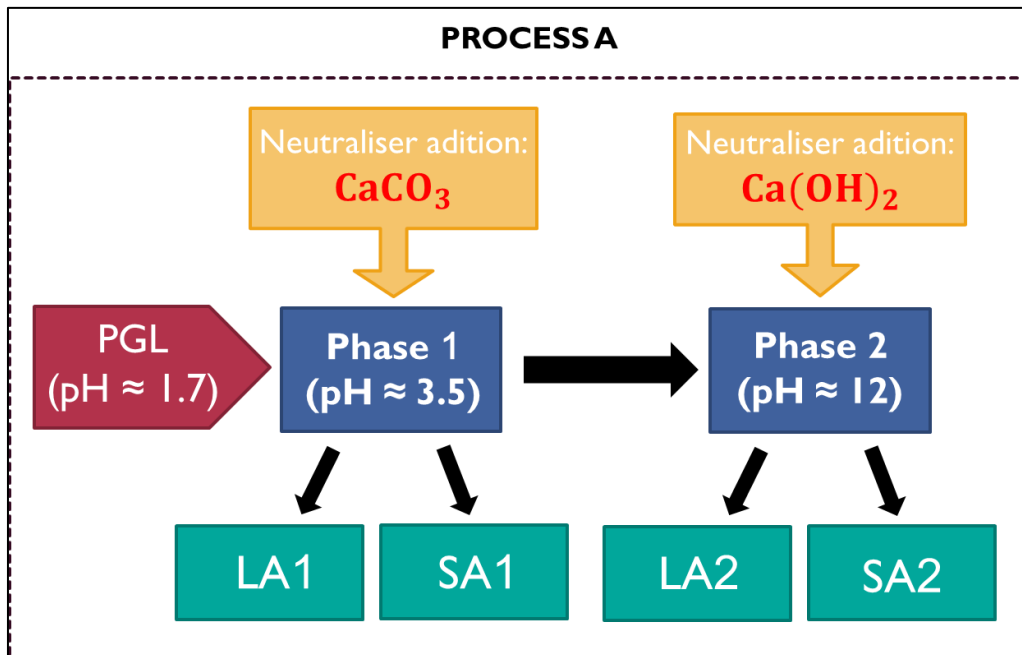 PROCESS A
Neutraliser adition:
CaCO₃
Neutraliser adition:
Ca(OH)₂
PGL
(pH ≈ 1.7)
Phase 1
(pH ≈ 3.5)
Phase 2
(pH ≈ 12)
LA1
SA1
LA2
SA2